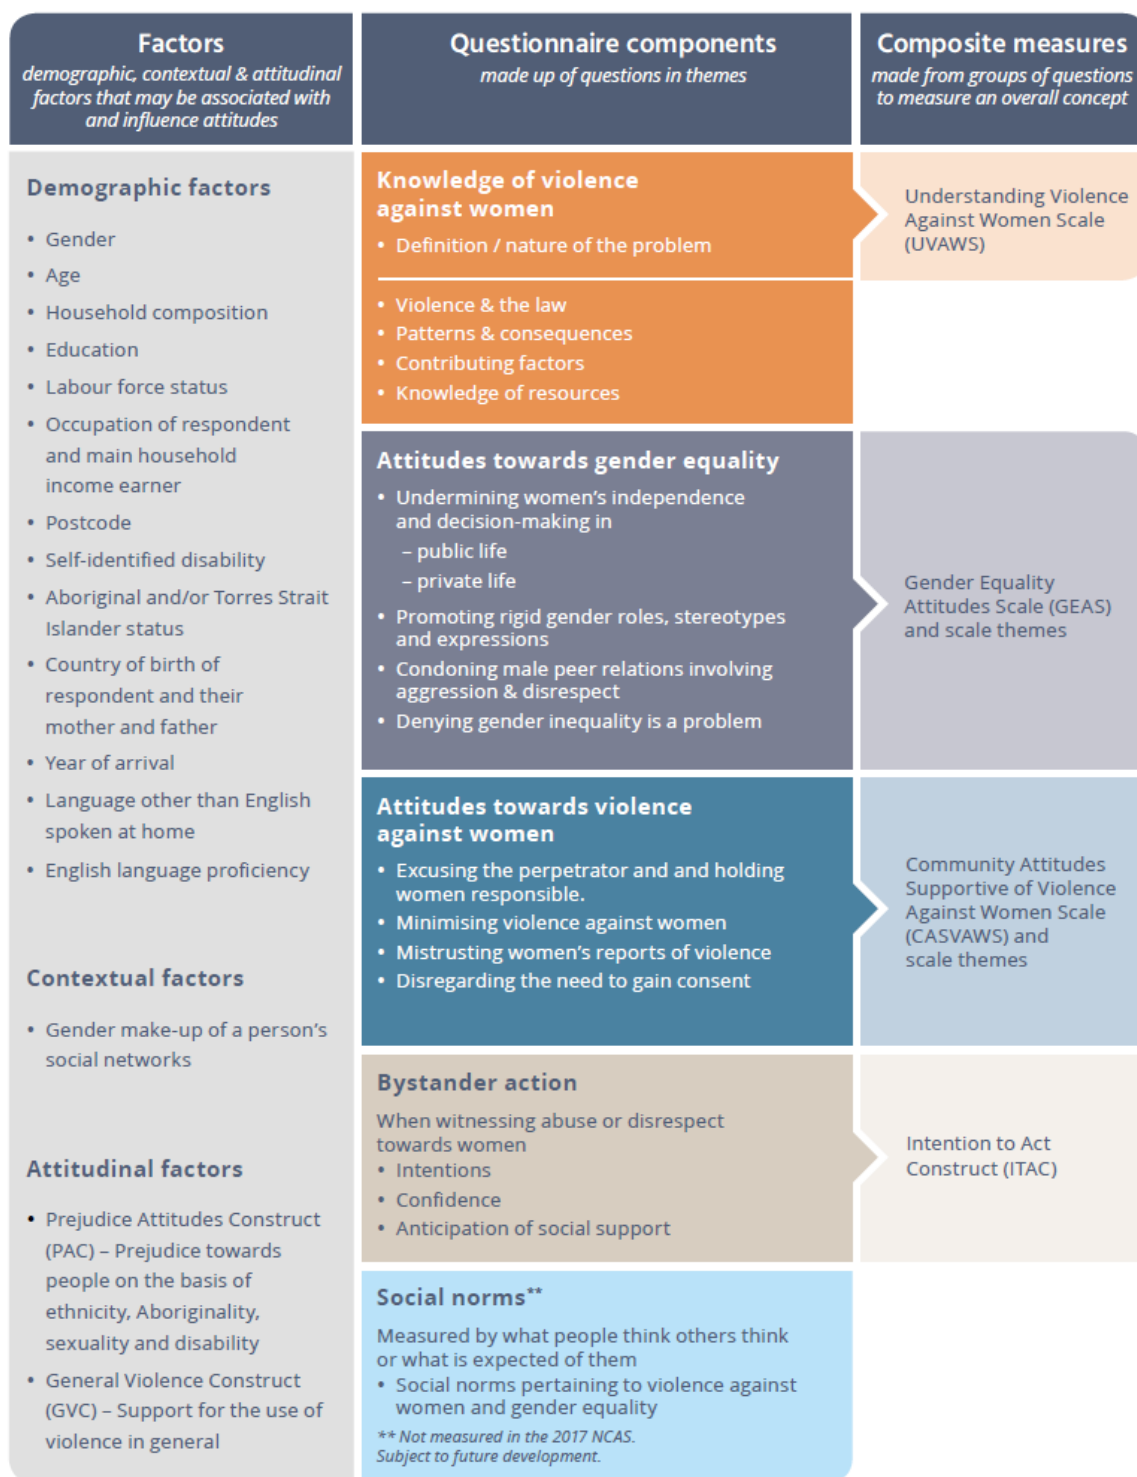 Factors
demographic, contextual & attitudinal
factors that may be associated with
and influence attitudes
Demographic factors
• Gender
• Age
• Household composition
• Education
• Labour force status
• Occupation of respondent
and main household
income earner
• Postcode
• Self-identified disability
• Aboriginal and/or Torres Strait
Islander status
• Country of birth of
respondent and their
mother and father
• Year of arrival
• Language other than English
spoken at home
• English language proficiency
Contextual factors
• Gender make-up of a person's
social networks
Attitudinal factors
• Prejudice Attitudes Construct
(PAC) – Prejudice towards
people on the basis of
ethnicity, Aboriginality,
sexuality and disability
• General Violence Construct
(GVC) – Support for the use of
violence in general
Questionnaire components
made up of questions in themes
Knowledge of violence
against women
• Definition / nature of the problem
• Violence & the law
• Patterns & consequences
• Contributing factors
• Knowledge of resources
Attitudes towards gender equality
• Undermining women's independence
and decision-making in
– public life
– private life
• Promoting rigid gender roles, stereotypes
and expressions
• Condoning male peer relations involving
aggression & disrespect
• Denying gender inequality is a problem
Attitudes towards violence
against women
• Excusing the perpetrator and and holding
women responsible.
• Minimising violence against women
• Mistrusting women's reports of violence
• Disregarding the need to gain consent
Bystander action
When witnessing abuse or disrespect
towards women
• Intentions
• Confidence
• Anticipation of social support
Social norms**
Measured by what people think others think
or what is expected of them
• Social norms pertaining to violence against
women and gender equality
** Not measured in the 2017 NCAS.
Subject to future development.
Composite measures
made from groups of questions
to measure an overall concept
Understanding Violence
Against Women Scale
(UVAWS)
Gender Equality
Attitudes Scale (GEAS)
and scale themes
Community Attitudes
Supportive of Violence
Against Women Scale
(CASVAWS) and
scale themes
Intention to Act
Construct (ITAC)